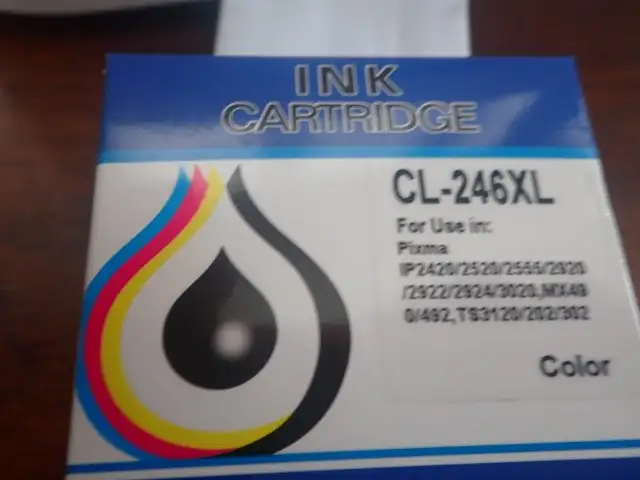 INK
CARTRIDGE
CL-246XL
For Use in:
Pixma
IP2420/2520/2555/2920
/2922/2924/3020,MX49
0/492,TS3120/202/302
Color